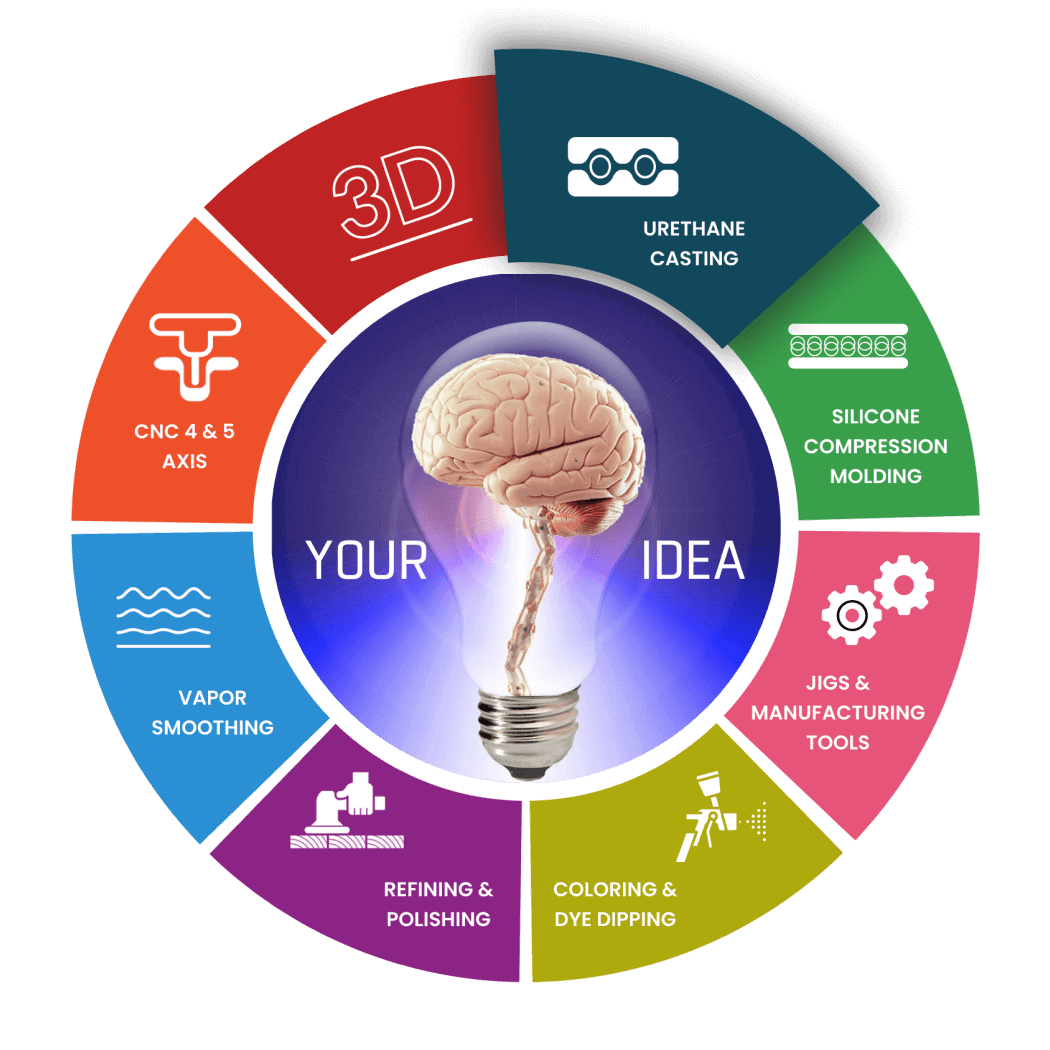 3D
URETHANE
CASTING
SILICONE
COMPRESSION
MOLDING
JIGS &
MANUFACTURING
TOOLS
COLORING &
DYE DIPPING
REFINING &
POLISHING
VAPOR
SMOOTHING
CNC 4 & 5
AXIS
YOUR IDEA